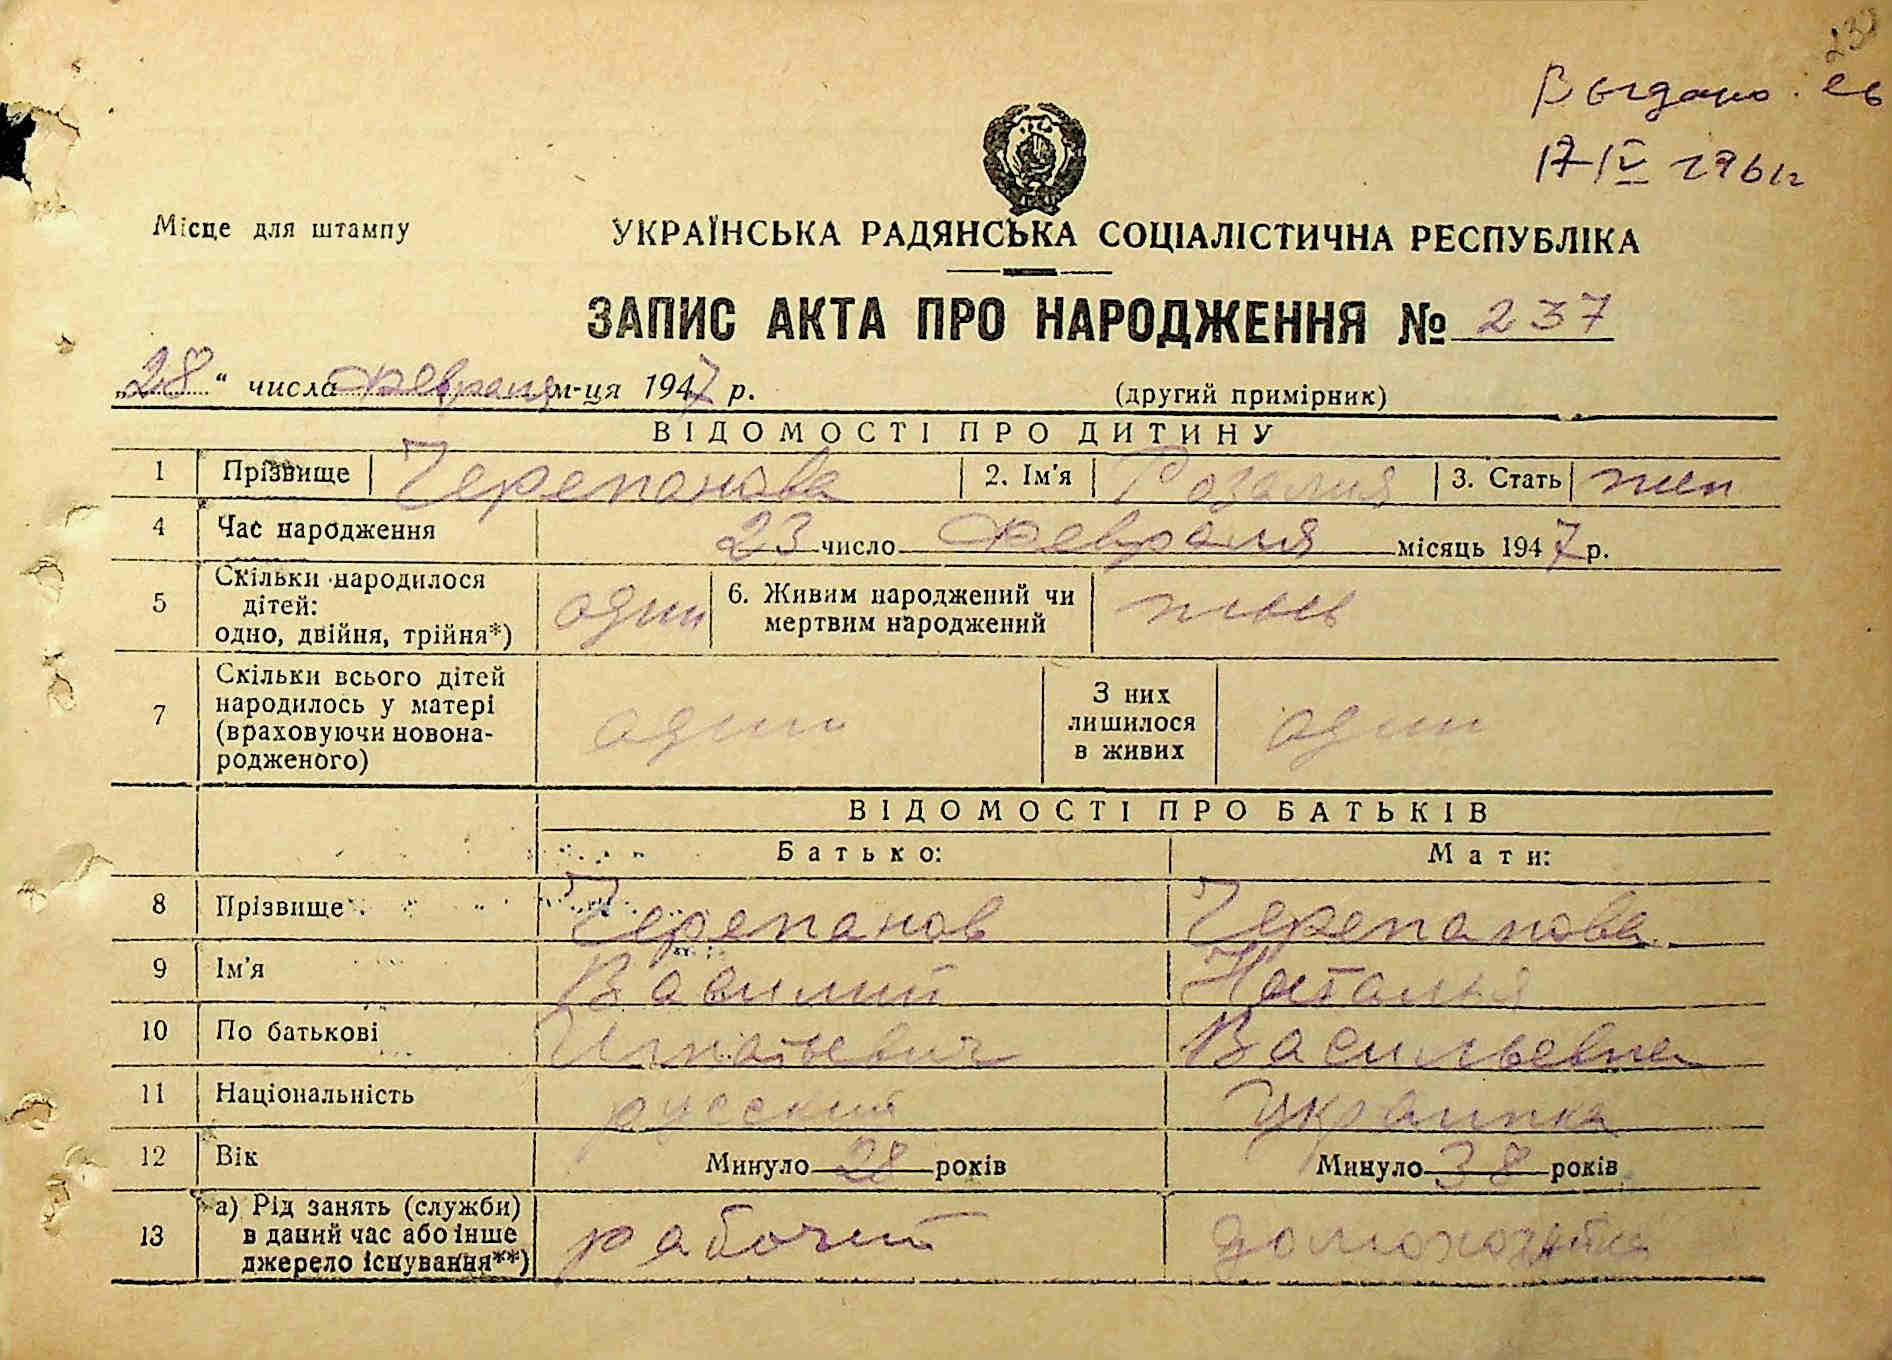 Выдано св
17 IV 1961г
Місце для штампу
УКРАЇНСЬКА РАДЯНСЬКА СОЦІАЛІСТИЧНА РЕСПУБЛІКА
ЗАПИС АКТА ПРО НАРОДЖЕННЯ № 237
„28“ числа февраля м-ця 1947 р. (другий примірник)
ВІДОМОСТІ ПРО ДИТИНУ
1 Прізвище Черепанова 2. Ім'я Розалия 3. Стать жен
4 Час народження 23 число февраля місяць 1947 р.
5 Скільки народилося дітей: одно, двійня, трійня*) один 6. Живим народжений чи мертвим народжений живой
7 Скільки всього дітей народилось у матері (враховуючи новона-родженого) один З них лишилося в живих один
ВІДОМОСТІ ПРО БАТЬКІВ
Батько: Мати:
8 Прізвище Черепанов Черепанова
9 Ім'я Василий Наталья
10 По батькові Игнатьевич Васильевна
11 Національність русский украинка
12 Вік Минуло 28 років Минуло 38 років
13 а) Рід занять (служби) в даний час або інше джерело існування**) рабочий домохозяйка